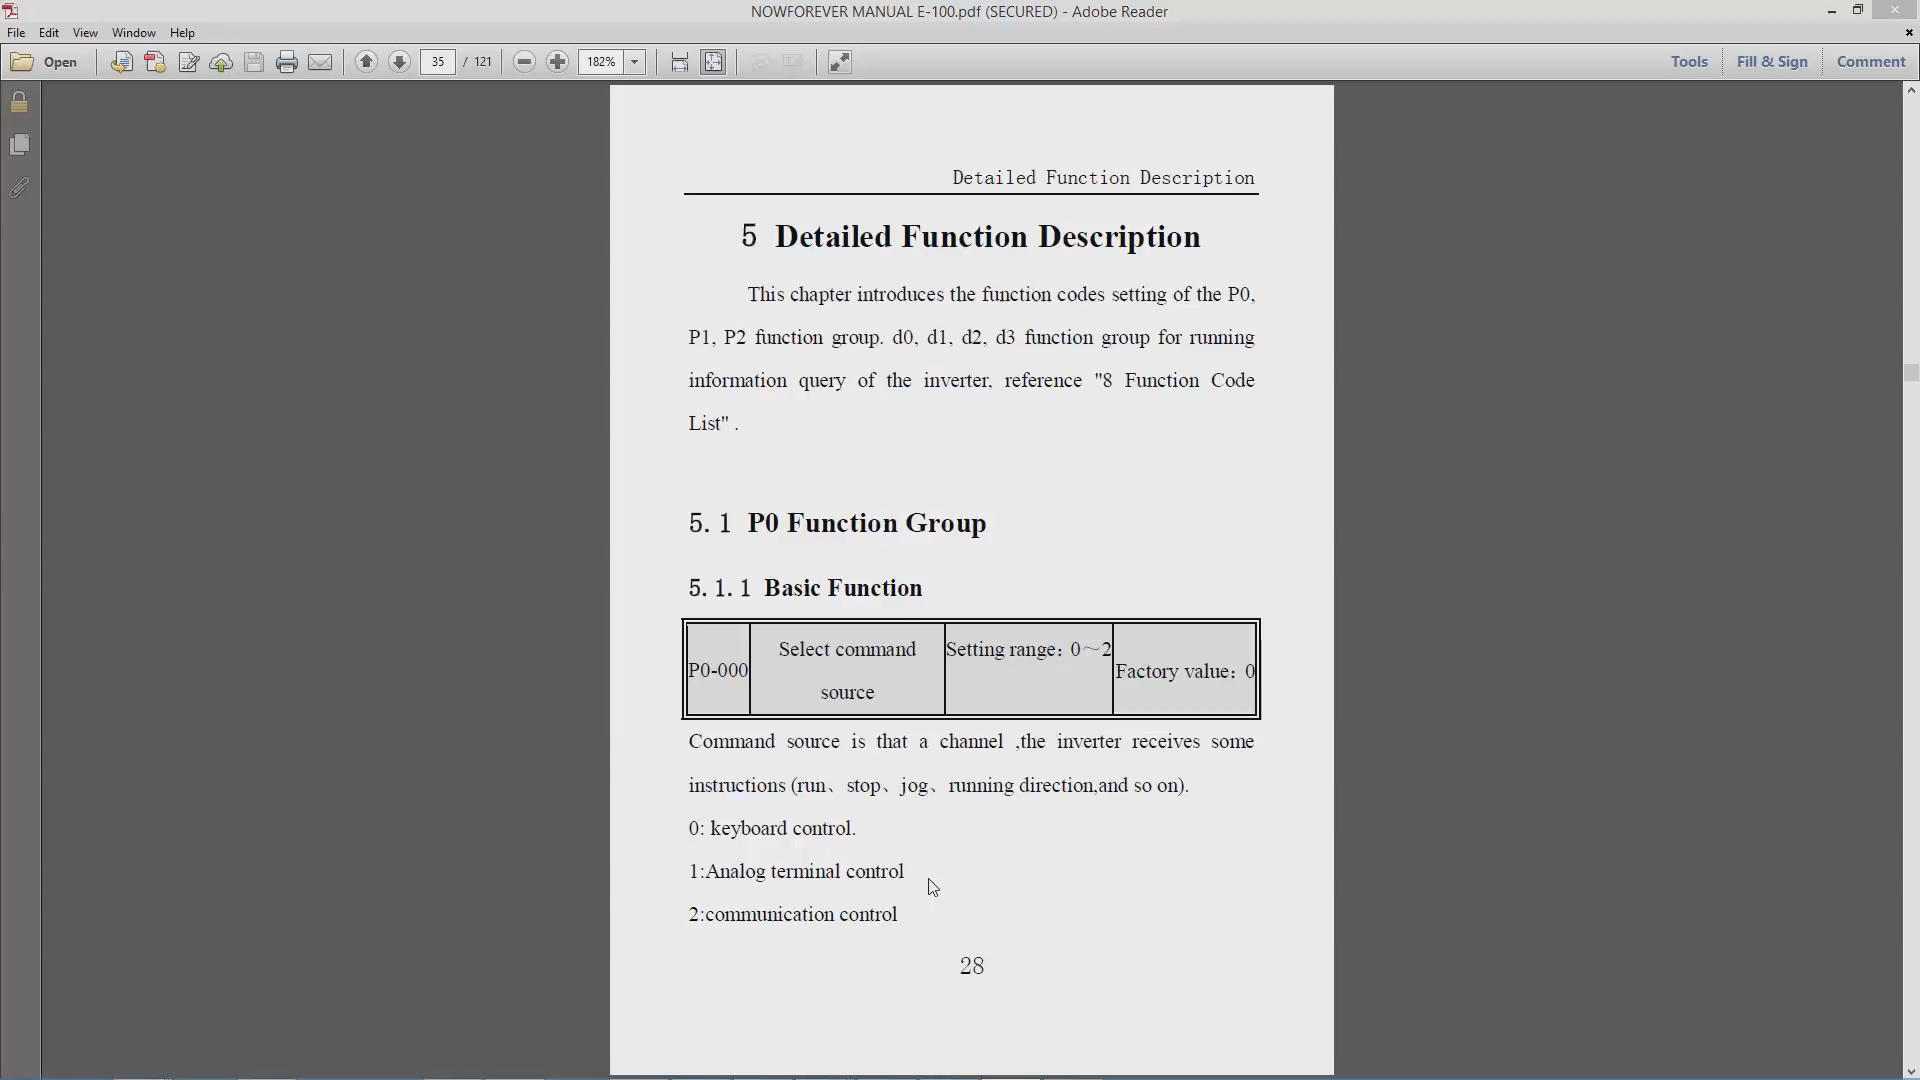 NOWFOREVER MANUAL E-100.pdf (SECURED) - Adobe Reader
File Edit View Window Help
Open 35 / 121 182% Tools Fill & Sign Comment
Detailed Function Description
5 Detailed Function Description
This chapter introduces the function codes setting of the P0,
P1, P2 function group. d0, d1, d2, d3 function group for running
information query of the inverter, reference "8 Function Code
List" .
5.1 P0 Function Group
5.1.1 Basic Function
P0-000
Select command
source
Setting range：0～2
Factory value：0
Command source is that a channel ,the inverter receives some
instructions (run、stop、jog、running direction,and so on).
0: keyboard control.
1:Analog terminal control
2:communication control
28